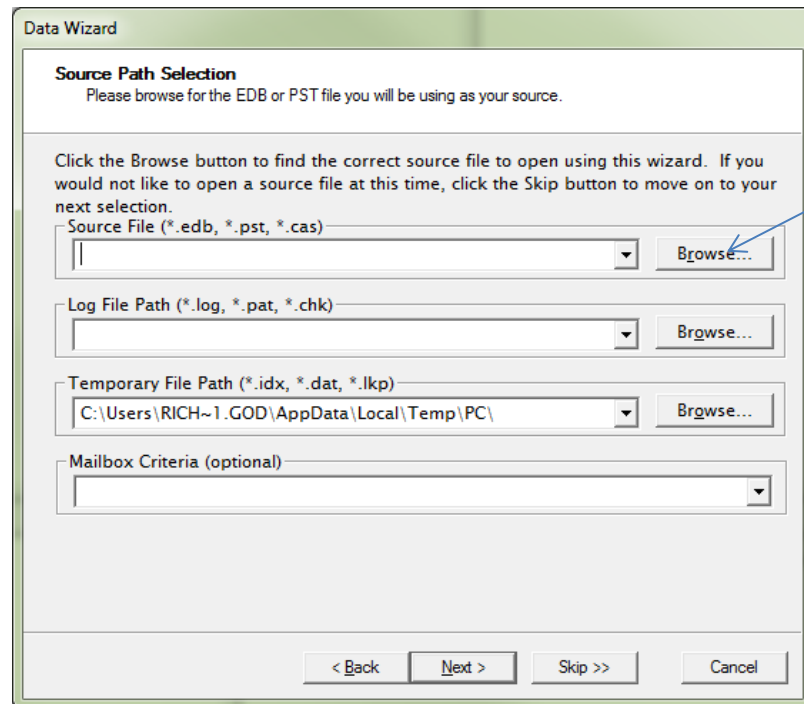 Data Wizard
Source Path Selection
Please browse for the EDB or PST file you will be using as your source.
Click the Browse button to find the correct source file to open using this wizard.  If you
would not like to open a source file at this time, click the Skip button to move on to your
next selection.
Source File (*.edb, *.pst, *.cas)
Browse...
Log File Path (*.log, *.pat, *.chk)
Browse...
Temporary File Path (*.idx, *.dat, *.lkp)
C:\Users\RICH~1.GOD\AppData\Local\Temp\PC\
Browse...
Mailbox Criteria (optional)
< Back
Next >
Skip >>
Cancel